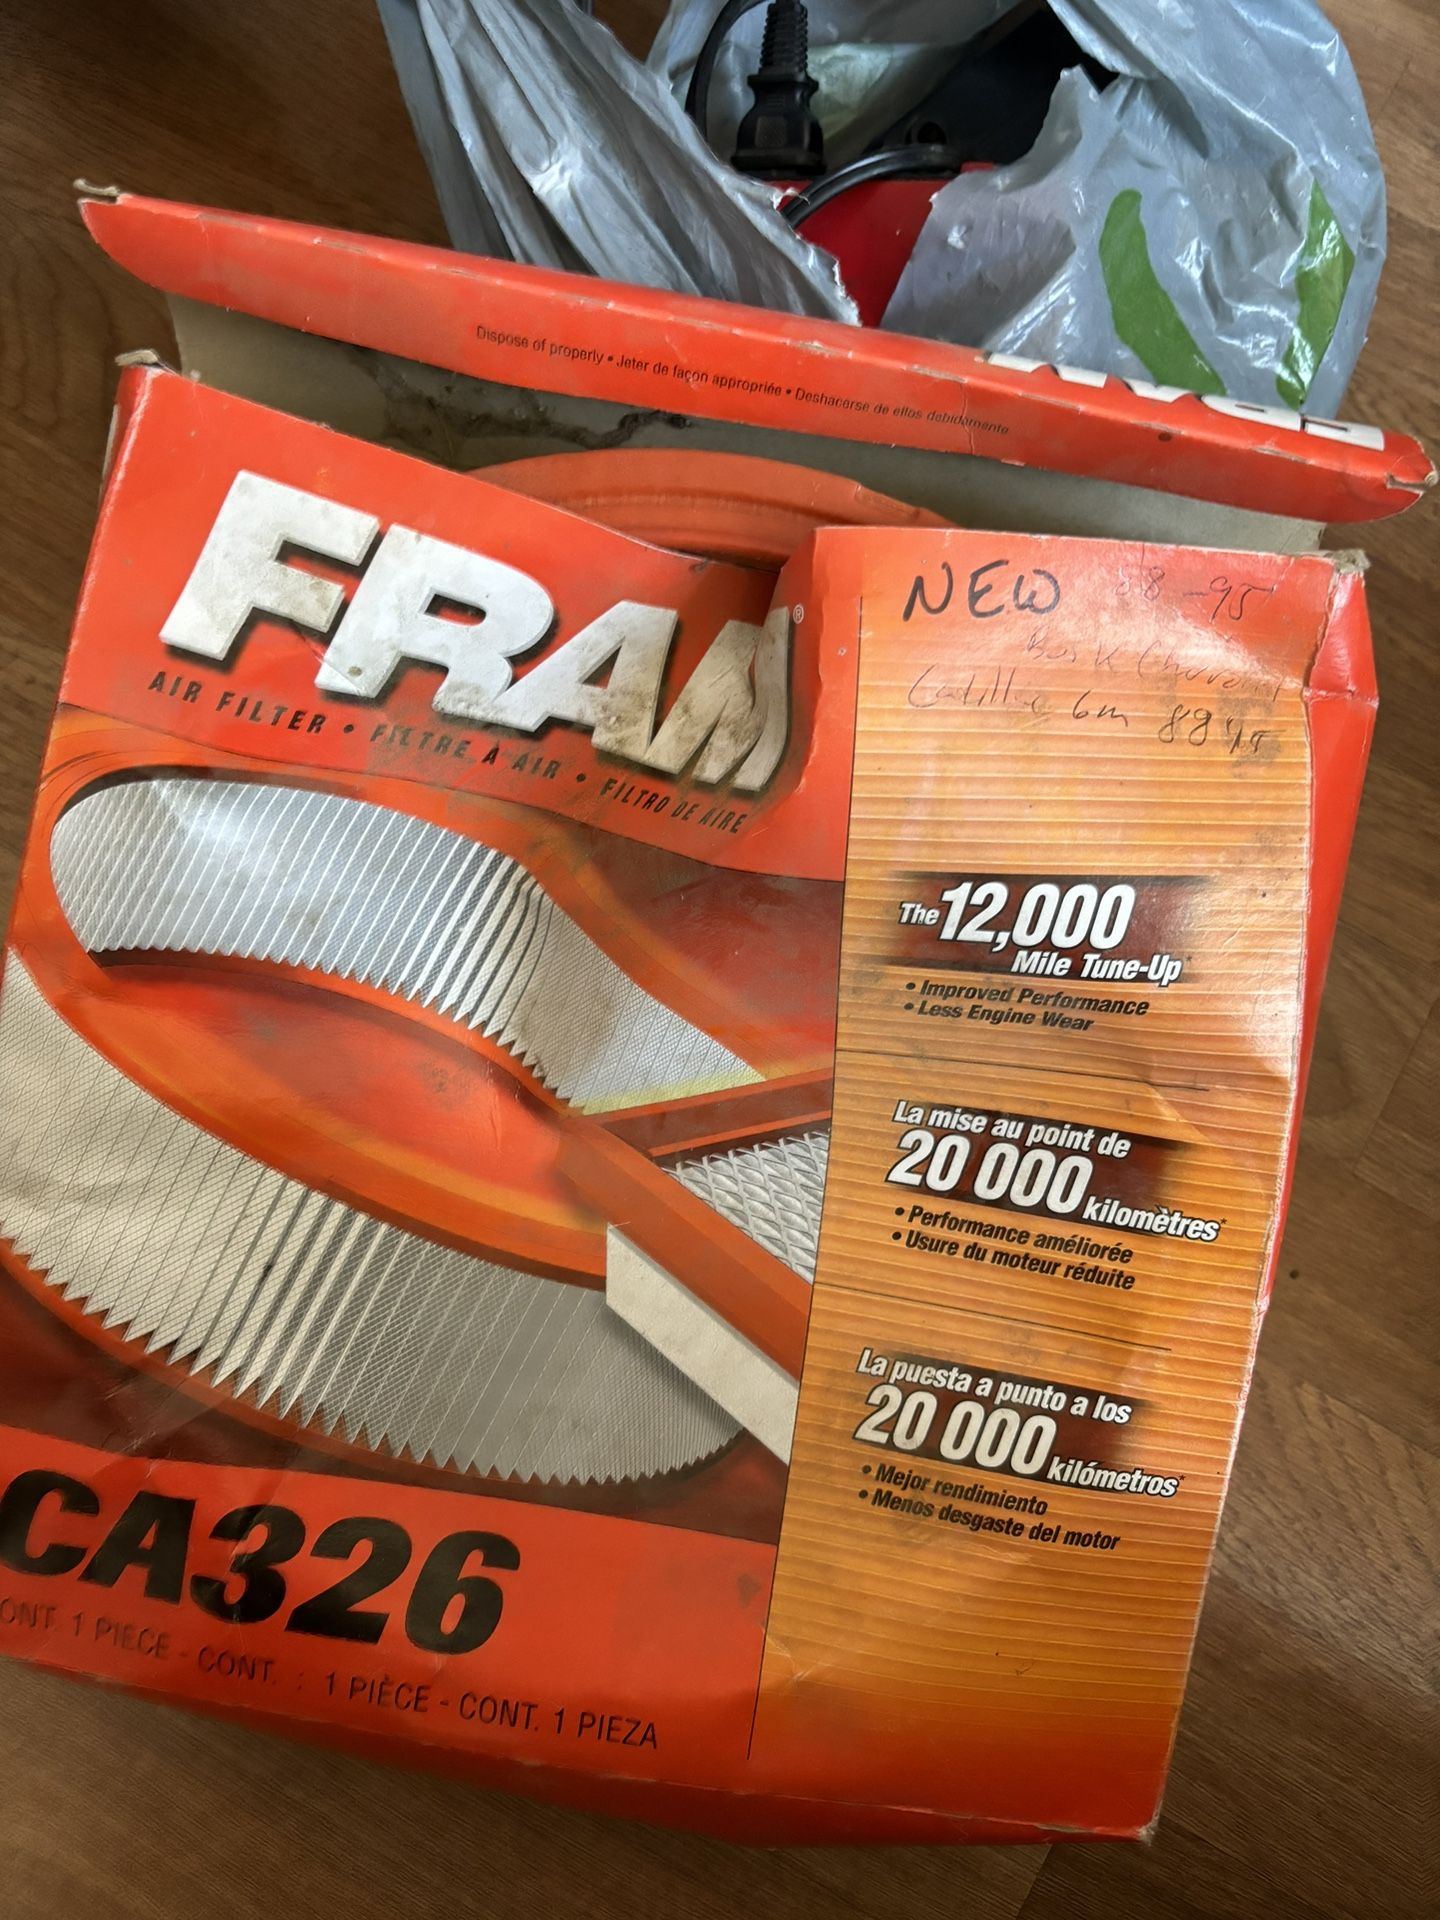 Dispose of properly • Jeter de façon appropriée • Deshacerse de ellos debidamente
FRAM
FRAM®
AIR FILTER • FILTRE À AIR • FILTRO DE AIRE
NEW 88-95
Cadillac 6m 88 95
The 12,000
Mile Tune-Up*
• Improved Performance
• Less Engine Wear
La mise au point de
20 000
kilomètres*
• Performance améliorée
• Usure du moteur réduite
La puesta a punto a los
20 000
kilómetros*
• Mejor rendimiento
• Menos desgaste del motor
CA326
CONT. 1 PIECE - CONT. : 1 PIÈCE - CONT. 1 PIEZA